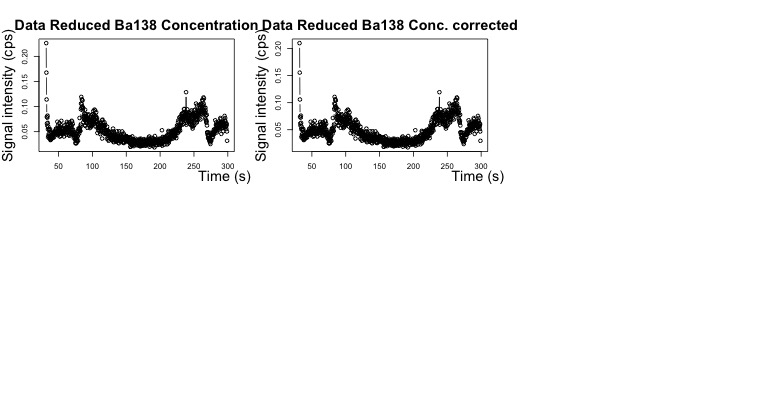 Data Reduced Ba138 Concentration
Signal intensity (cps)
0.05 0.10 0.15 0.20
50 100 150 200 250 300
Time (s)
Data Reduced Ba138 Conc. corrected
Signal intensity (cps)
0.05 0.10 0.15 0.20
50 100 150 200 250 300
Time (s)